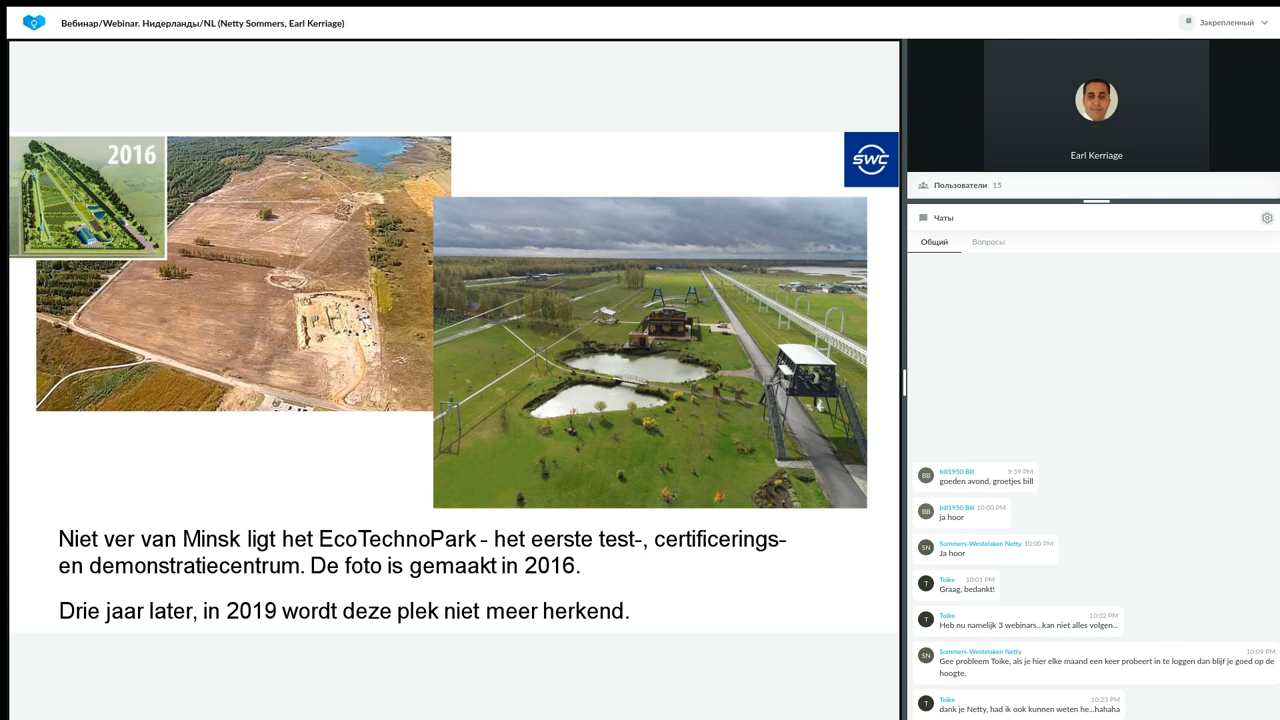 Вебинар/Webinar. Нидерланды/NL (Netty Sommers, Earl Kerriage)
Закрепленный
2016
SWC
Niet ver van Minsk ligt het EcoTechnoPark - het eerste test-, certificerings-
en demonstratiecentrum. De foto is gemaakt in 2016.
Drie jaar later, in 2019 wordt deze plek niet meer herkend.
Earl Kerriage
Пользователи 15
Чаты
Общий Вопросы
BB bill1950 Bill 9:59 PM
goeden avond, groetjes bill
BB bill1950 Bill 10:00 PM
ja hoor
SN Sommers-Westelaken Netty 10:00 PM
Ja hoor
T Toike 10:01 PM
Graag, bedankt!
T Toike 10:02 PM
Heb nu namelijk 3 webinars...kan niet alles volgen...
SN Sommers-Westelaken Netty 10:09 PM
Gee probleem Toike, als je hier elke maand een keer probeert in te loggen dan blijf je goed op de
hoogte.
T Toike 10:23 PM
dank je Netty, had ik ook kunnen weten he...hahaha